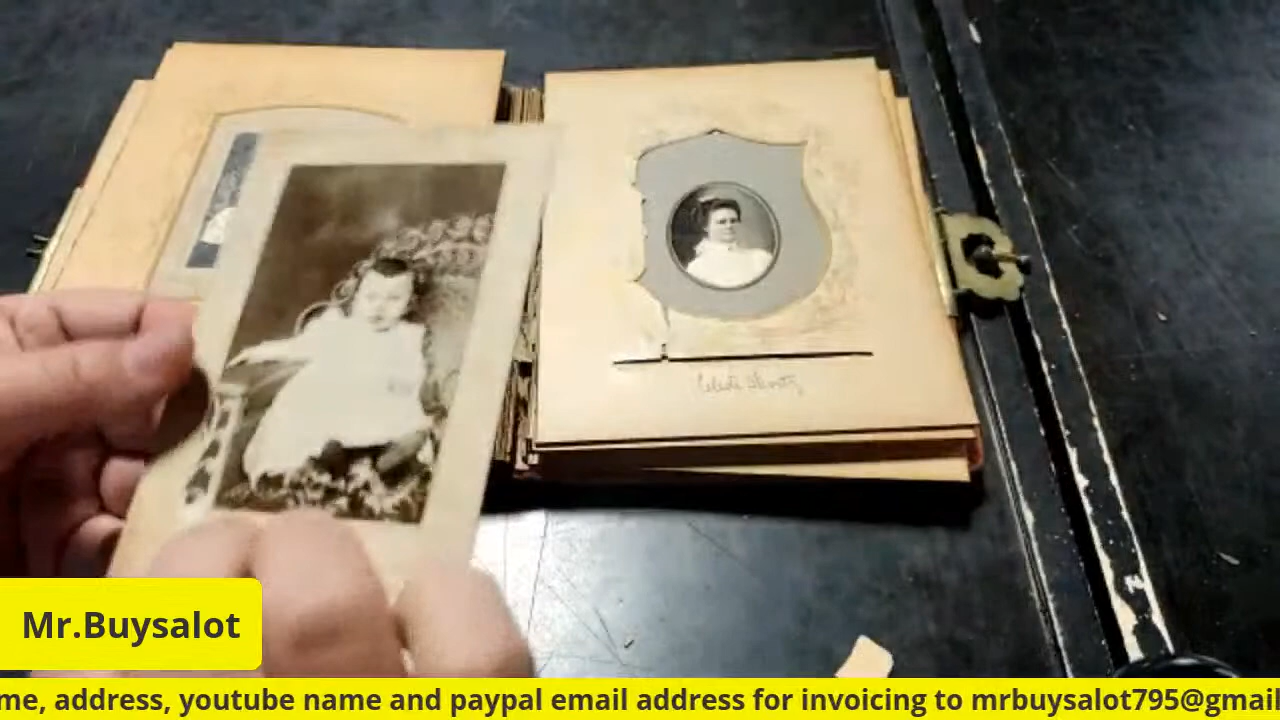 Mr.Buysalot
me, address, youtube name and paypal email address for invoicing to mrbuysalot795@gmail